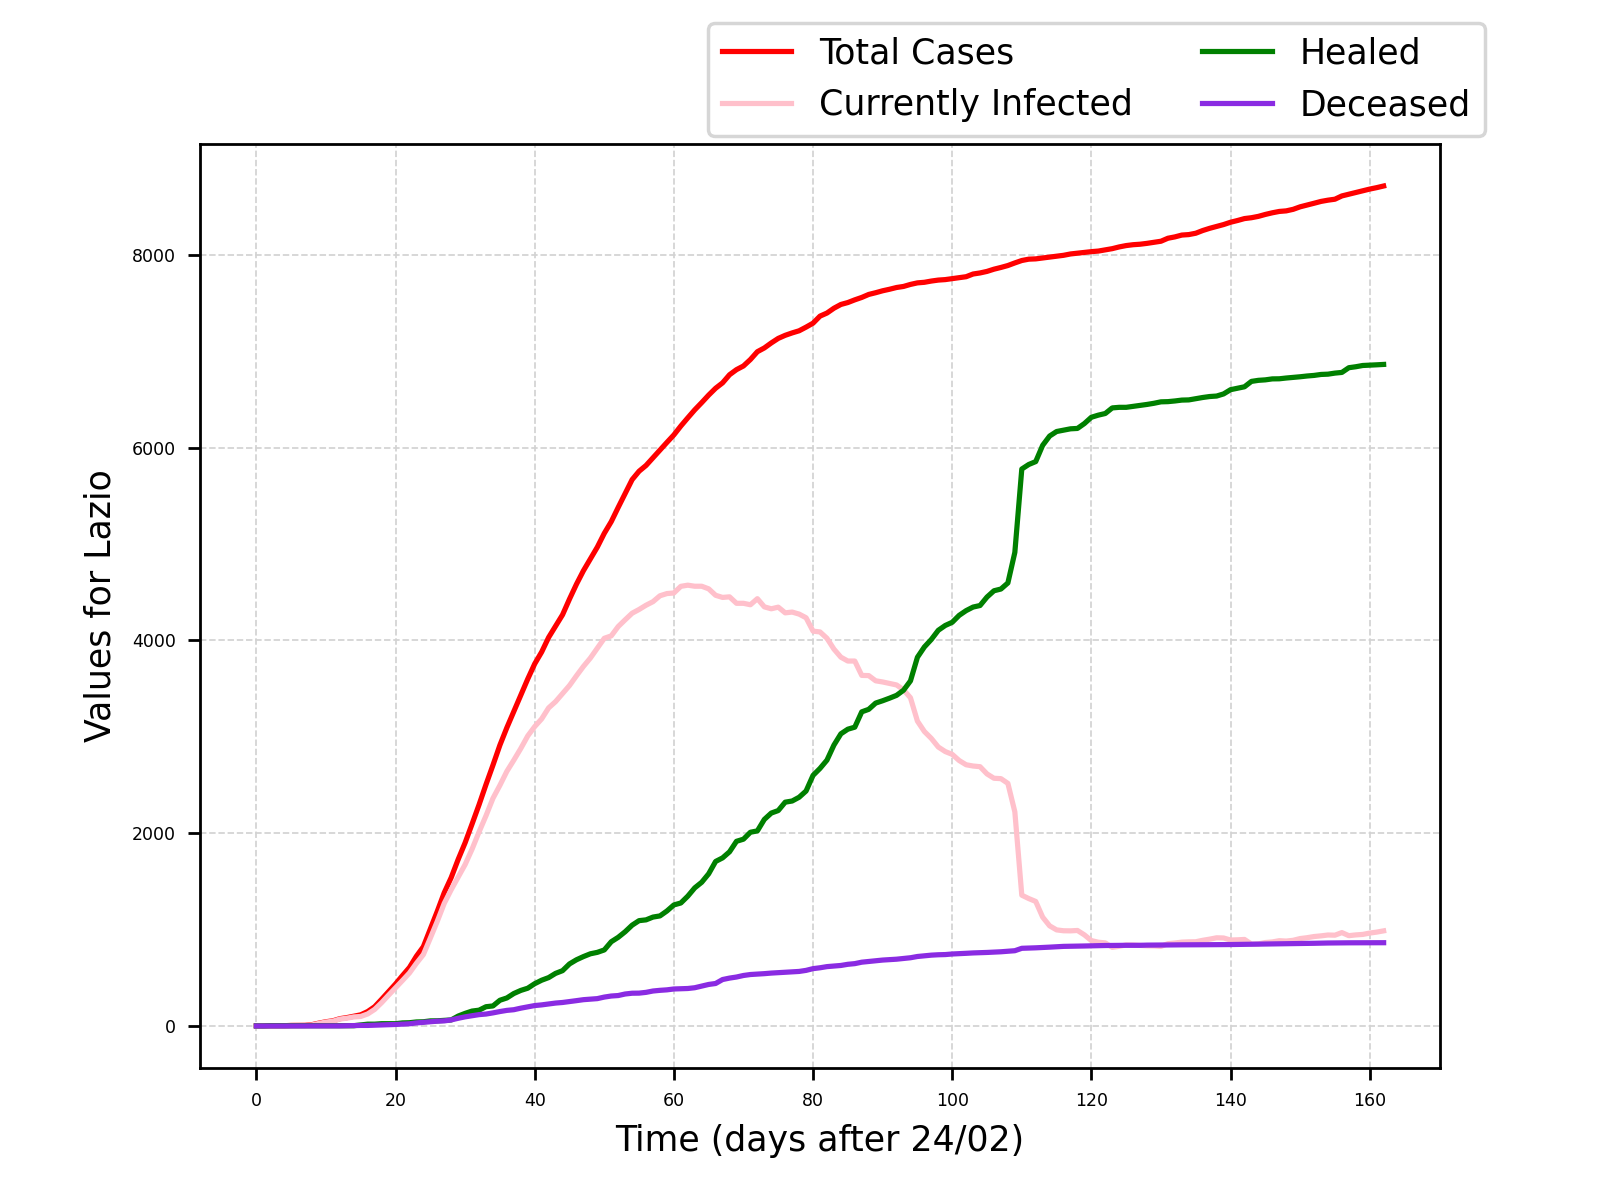 Total Cases
Currently Infected
Healed
Deceased
Values for Lazio
8000
6000
4000
2000
0
0 20 40 60 80 100 120 140 160
Time (days after 24/02)